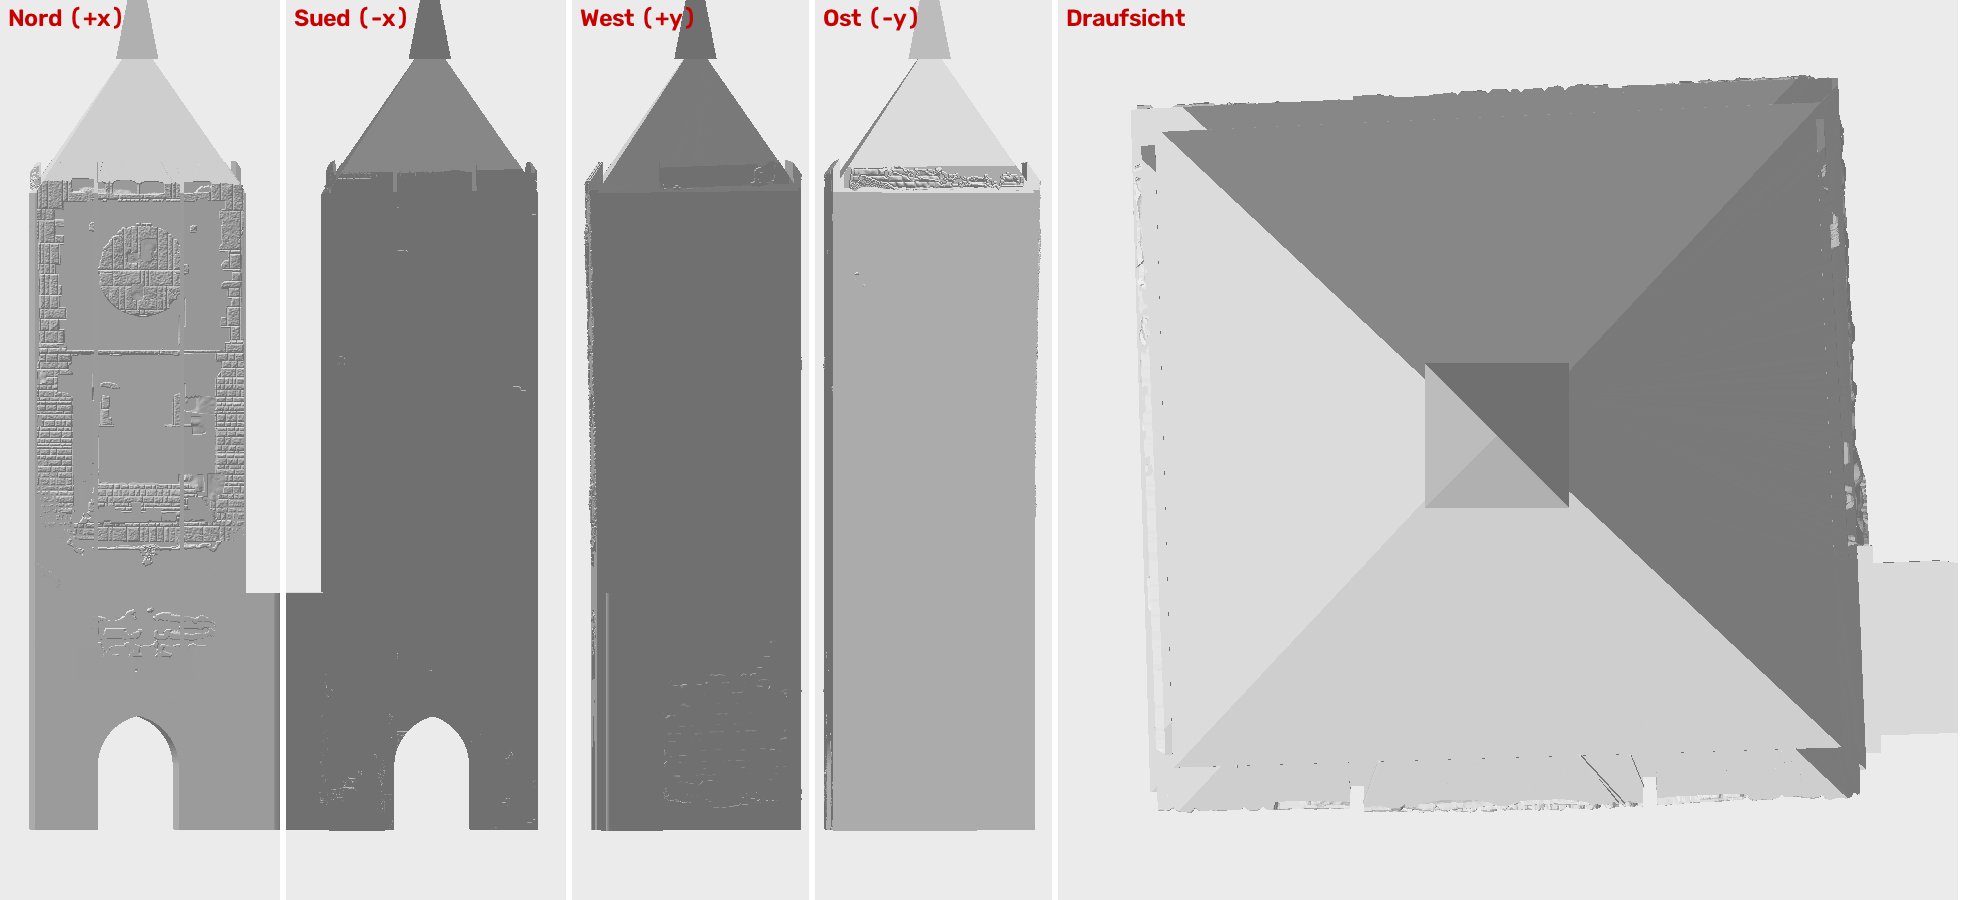 Nord (+x)
Sued (-x)
West (+y)
Ost (-y)
Draufsicht